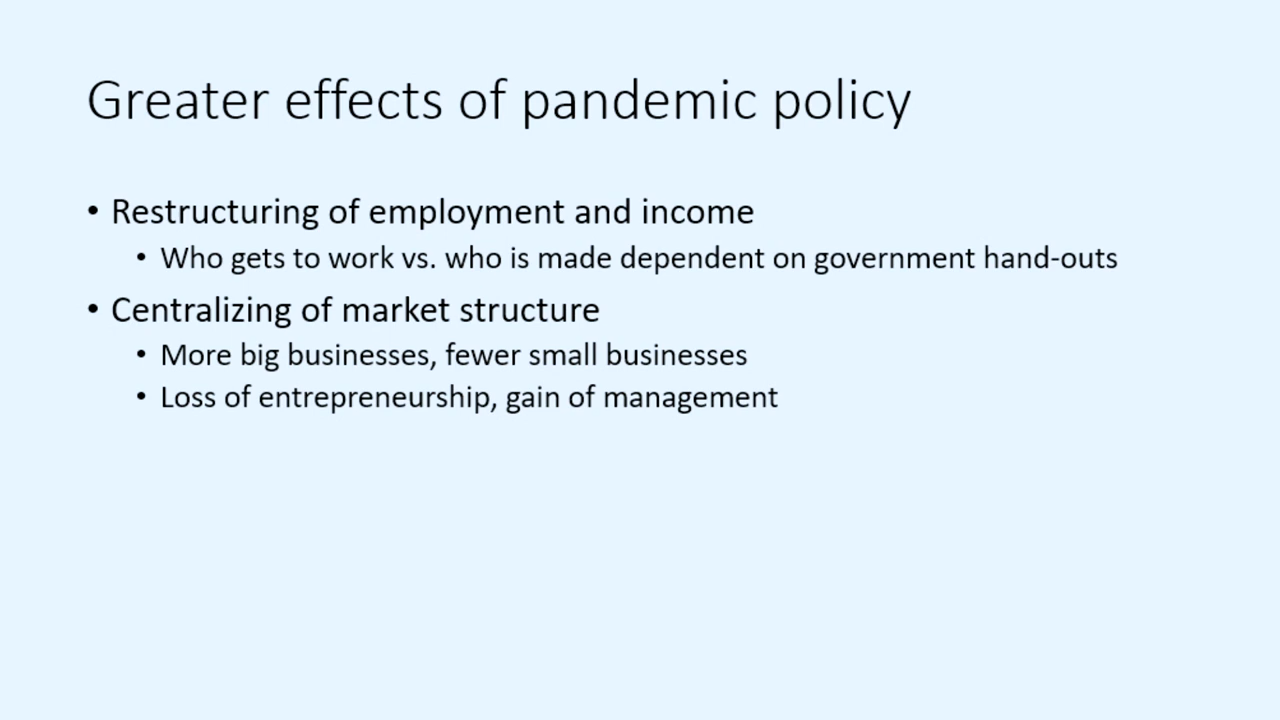 Greater effects of pandemic policy
• Restructuring of employment and income
• Who gets to work vs. who is made dependent on government hand-outs
• Centralizing of market structure
• More big businesses, fewer small businesses
• Loss of entrepreneurship, gain of management